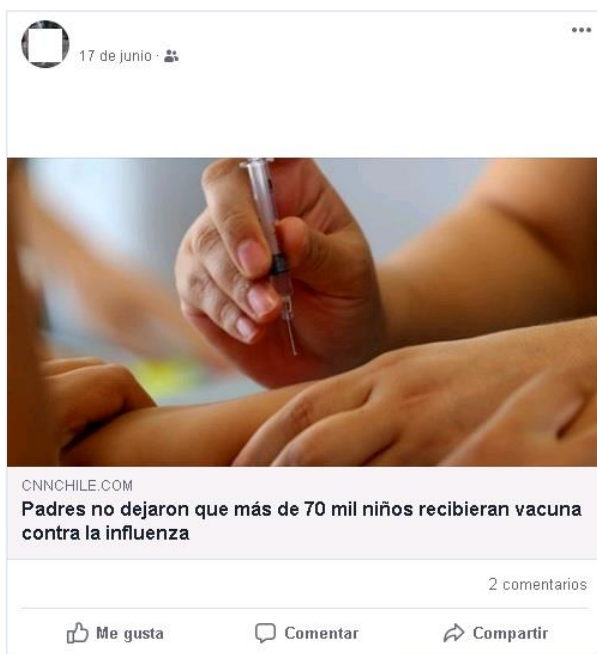 17 de junio ·
CNNCHILE.COM
Padres no dejaron que más de 70 mil niños recibieran vacuna
contra la influenza
2 comentarios
Me gusta Comentar Compartir